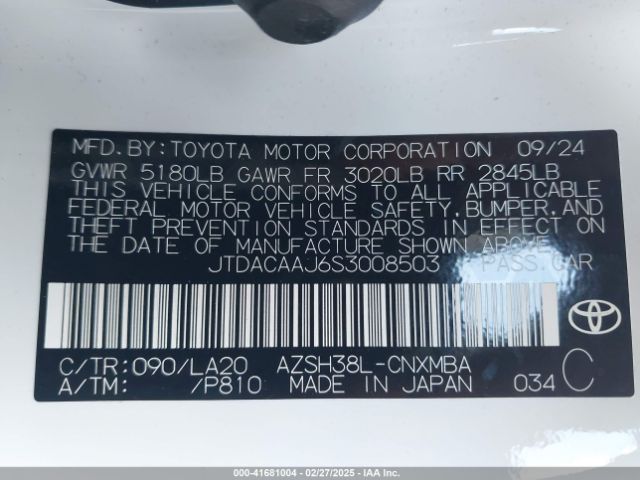 MFD.BY:TOYOTA MOTOR CORPORATION 09/24
GVWR 5180LB GAWR FR 3020LB RR 2845LB
THIS VEHICLE CONFORMS TO ALL APPLICABLE
FEDERAL MOTOR VEHICLE SAFETY,BUMPER,AND
THEFT PREVENTION STANDARDS IN EFFECT ON
THE DATE OF MANUFACTURE SHOWN ABOVE.
JTDACAAJ6S3008503 PASS.CAR
C/TR:090/LA20 AZSH38L-CNXMBA
A/TM: /P810 MADE IN JAPAN 034 C
000-41681004 02/27/2025 IAA Inc.